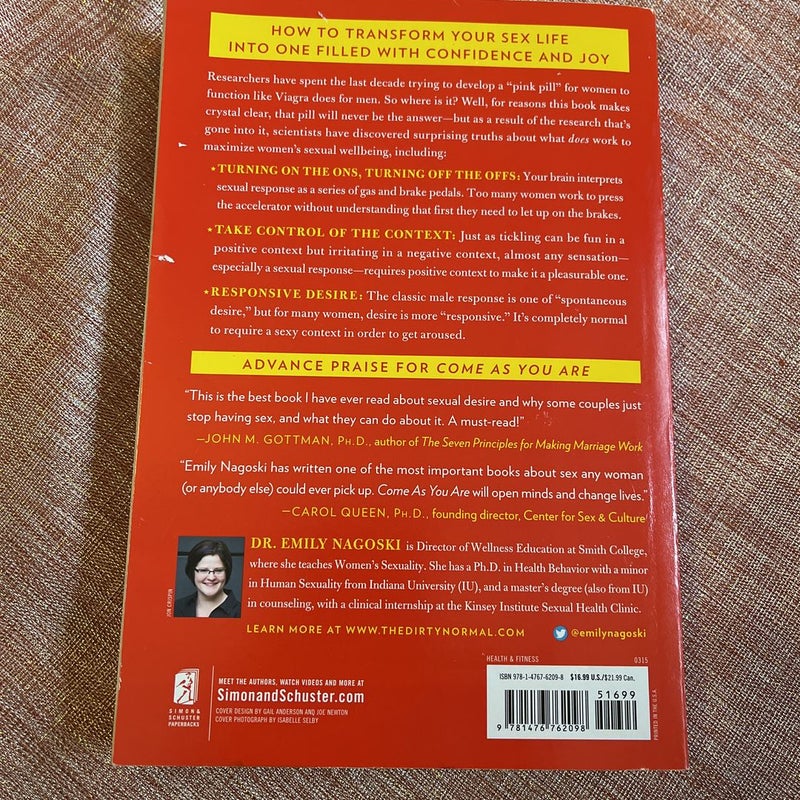 HOW TO TRANSFORM YOUR SEX LIFE
INTO ONE FILLED WITH CONFIDENCE AND JOY
Researchers have spent the last decade trying to develop a “pink pill” for women to
function like Viagra does for men. So where is it? Well, for reasons this book makes
crystal clear, that pill will never be the answer—but as a result of the research that’s
gone into it, scientists have discovered surprising truths about what does work to
maximize women’s sexual wellbeing, including:
★TURNING ON THE ONS, TURNING OFF THE OFFS: Your brain interprets
sexual response as a series of gas and brake pedals. Too many women work to press
the accelerator without understanding that first they need to let up on the brakes.
★TAKE CONTROL OF THE CONTEXT: Just as tickling can be fun in a
positive context but irritating in a negative context, almost any sensation—
especially a sexual response—requires positive context to make it a pleasurable one.
★RESPONSIVE DESIRE: The classic male response is one of “spontaneous
desire,” but for many women, desire is more “responsive.” It’s completely normal
to require a sexy context in order to get aroused.
ADVANCE PRAISE FOR COME AS YOU ARE
“This is the best book I have ever read about sexual desire and why some couples just
stop having sex, and what they can do about it. A must-read!”
—JOHN M. GOTTMAN, PH.D., author of The Seven Principles for Making Marriage Work
“Emily Nagoski has written one of the most important books about sex any woman
(or anybody else) could ever pick up. Come As You Are will open minds and change lives.”
—CAROL QUEEN, PH.D., founding director, Center for Sex & Culture
DR. EMILY NAGOSKI is Director of Wellness Education at Smith College,
where she teaches Women’s Sexuality. She has a Ph.D. in Health Behavior with a minor
in Human Sexuality from Indiana University (IU), and a master’s degree (also from IU)
in counseling, with a clinical internship at the Kinsey Institute Sexual Health Clinic.
JON CRISPIN
LEARN MORE AT WWW.THEDIRTYNORMAL.COM @emilynagoski
HEALTH & FITNESS 0315
ISBN 978-1-4767-6209-8 $16.99 U.S./$21.99 Can.
51699
9 781476 762098
PRINTED IN THE U.S.A.
MEET THE AUTHORS, WATCH VIDEOS AND MORE AT
SimonandSchuster.com
COVER DESIGN BY GAIL ANDERSON AND JOE NEWTON
COVER PHOTOGRAPH BY ISABELLE SELBY
SIMON &
SCHUSTER
PAPERBACKS